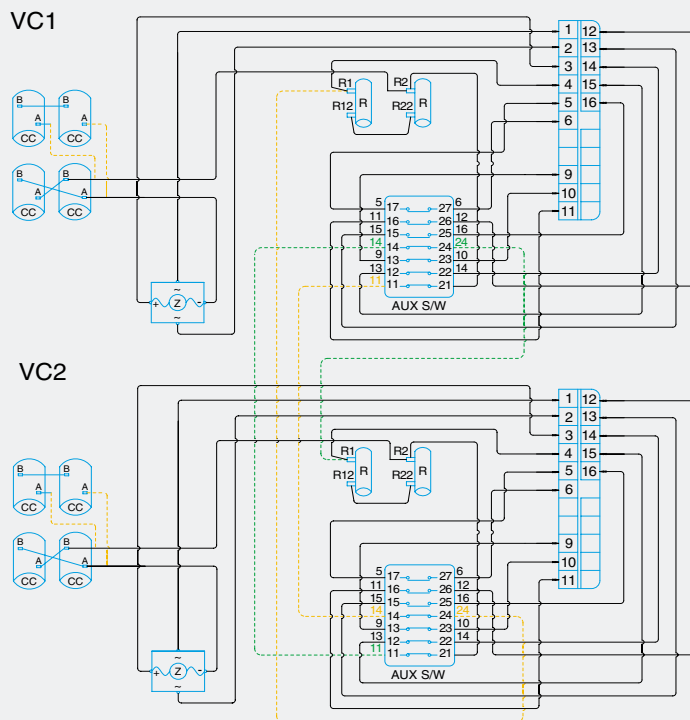 VC1
1 12
2 13
3 14
4 15
5 16
6
9
10
11
R1 R2
R R
R12 R22
B B
A A
CC CC
B B
A A
CC CC
5 17 27 6
11 16 26 12
15 15 25 16
14 14 24 24
9 13 23 10
13 12 22 14
11 11 21
AUX S/W
~
+ Z -
~
VC2
1 12
2 13
3 14
4 15
5 16
6
9
10
11
R1 R2
R R
R12 R22
B B
A A
CC CC
B B
A A
CC CC
5 17 27 6
11 16 26 12
15 15 25 16
14 14 24 24
9 13 23 10
13 12 22 14
11 11 21
AUX S/W
~
+ Z -
~